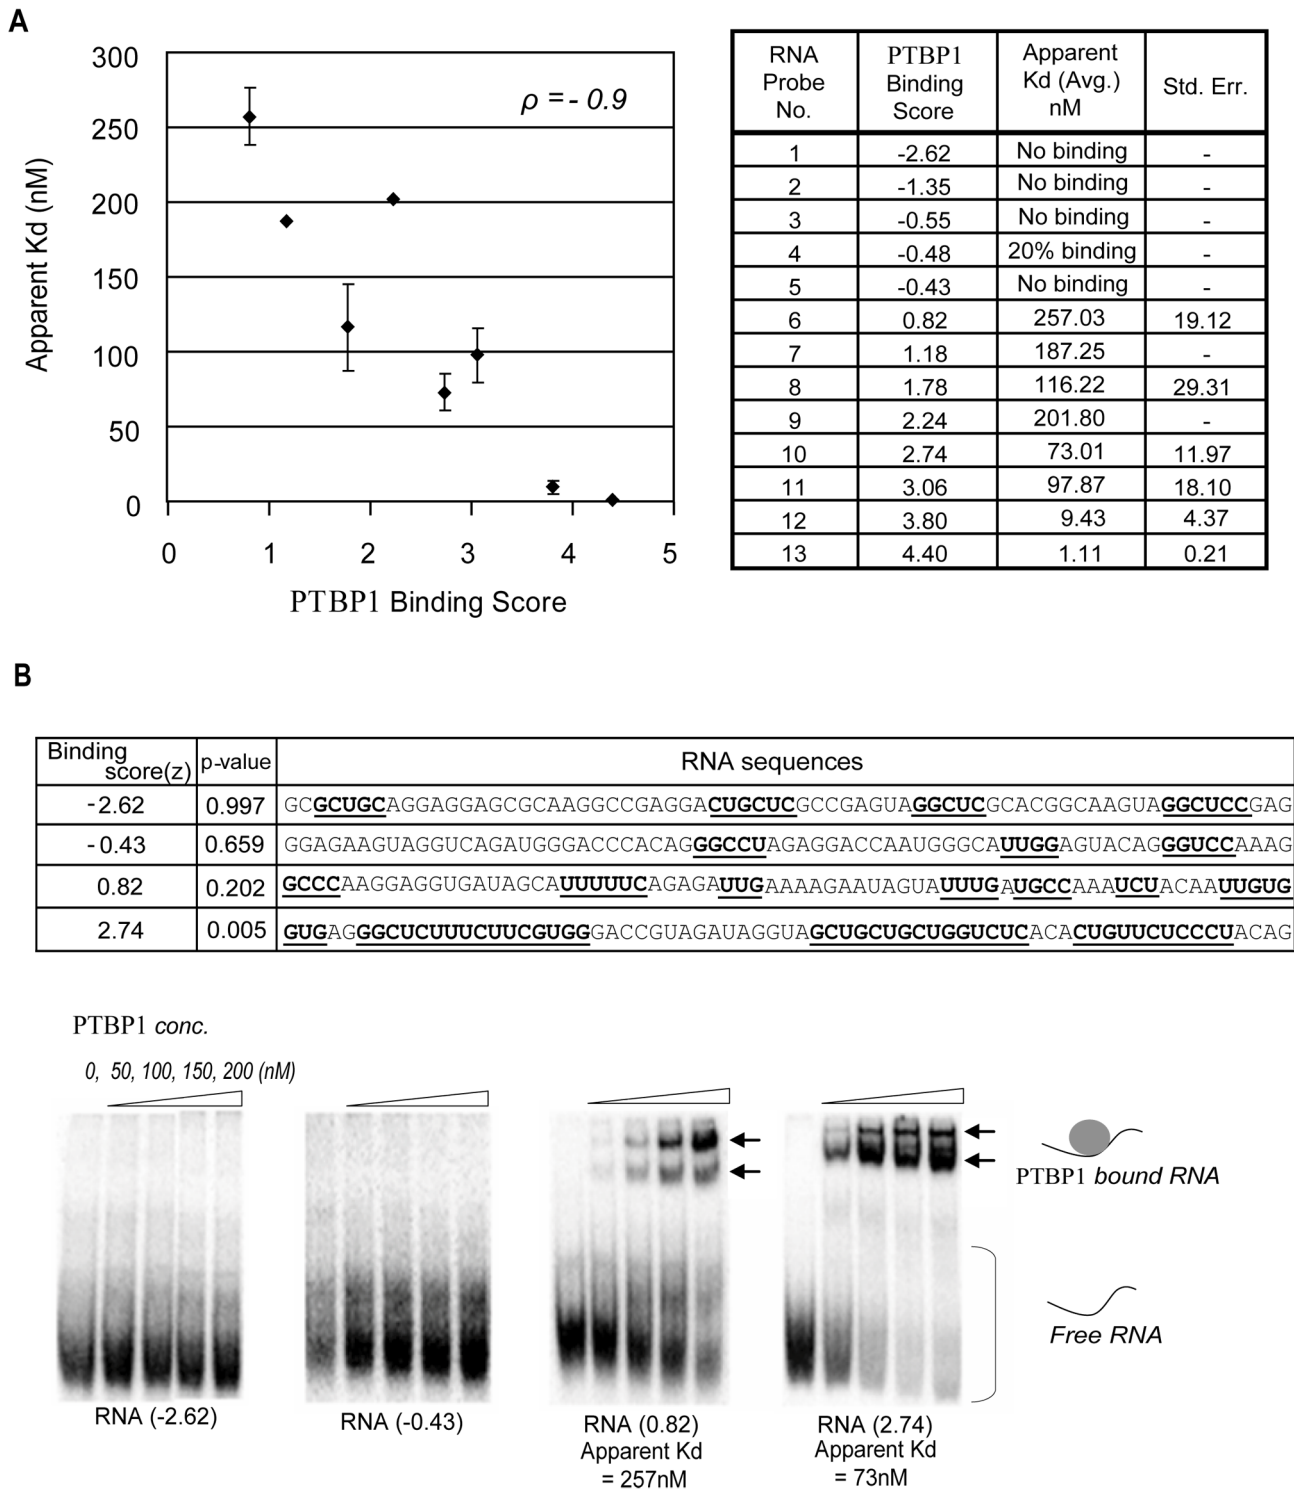 A
300
250
200
150
100
50
0
Apparent Kd (nM)
ρ = - 0.9
0 1 2 3 4 5
PTBP1 Binding Score
RNA Probe No. PTBP1 Binding Score Apparent Kd (Avg.) nM Std. Err.
1 -2.62 No binding -
2 -1.35 No binding -
3 -0.55 No binding -
4 -0.48 20% binding -
5 -0.43 No binding -
6 0.82 257.03 19.12
7 1.18 187.25 -
8 1.78 116.22 29.31
9 2.24 201.80 -
10 2.74 73.01 11.97
11 3.06 97.87 18.10
12 3.80 9.43 4.37
13 4.40 1.11 0.21
B
Binding score(z) p-value RNA sequences
-2.62 0.997 GCGCUGCAGGAGGAGCGCAAGGCCGAGGACUGCUCGCCGAGUAGGCUCGCACGGCAAGUAGGCUCCGAG
-0.43 0.659 GGAGAAGUAGGUCAGAUGGGACCCACAGGGCCUAGAGGACCAAUGGGCAUUGGAGUACAGGGUCCAAAG
0.82 0.202 GCCCAAGGAGGUGAUAGCAUUUUUCAGAGAUUGAAAAGAAUAGUAUUUGAUGCCAAAUCUACAAUUGUG
2.74 0.005 GUGAGGGCUCUUUCUUCGUGGGACCGUAGAUAGGUAGCUGCUGCUGGUCUCACACUGUUCUCCCUACAG
PTBP1 conc.
0, 50, 100, 150, 200 (nM)
PTBP1 bound RNA
Free RNA
RNA (-2.62)
RNA (-0.43)
RNA (0.82)
Apparent Kd
= 257nM
RNA (2.74)
Apparent Kd
= 73nM